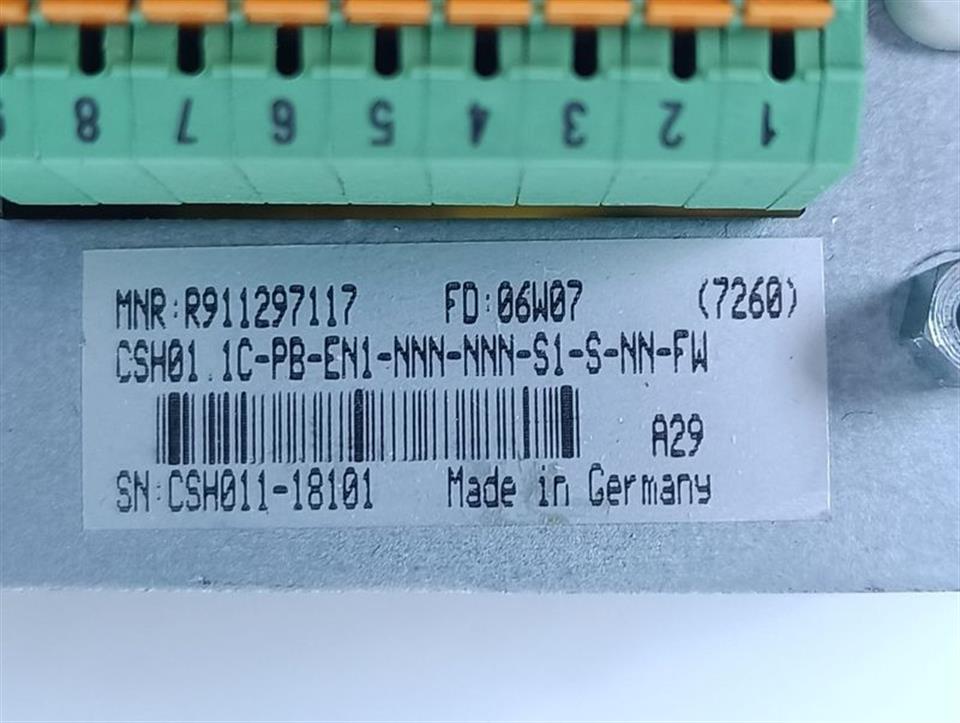 8 7 6 5 4 3 2 1
MNR:R911297117 FD:06W07 (7260)
CSH01.1C-PB-EN1-NNN-NNN-S1-S-NN-FW
A29
SN:CSH011-18101 Made in Germany